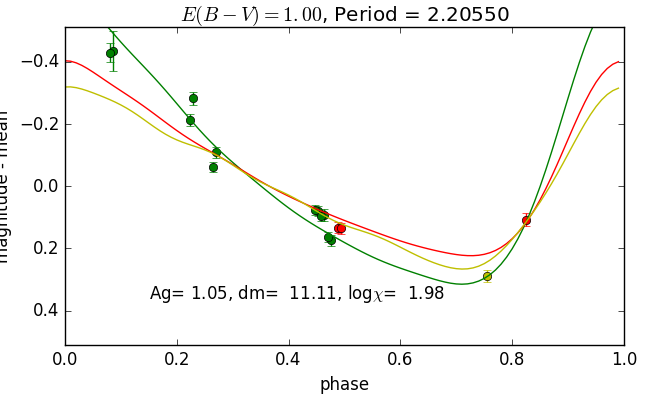 E(B − V) = 1.00, Period = 2.20550
−0.4
−0.2
0.0
0.2
0.4
magnitude - mean
Ag= 1.05, dm= 11.11, logχ= 1.98
0.0 0.2 0.4 0.6 0.8 1.0
phase